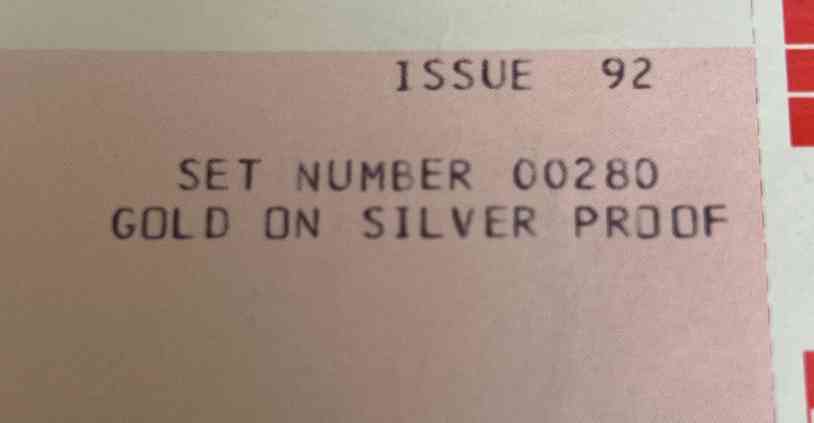 ISSUE 92
SET NUMBER 00280
GOLD ON SILVER PROOF